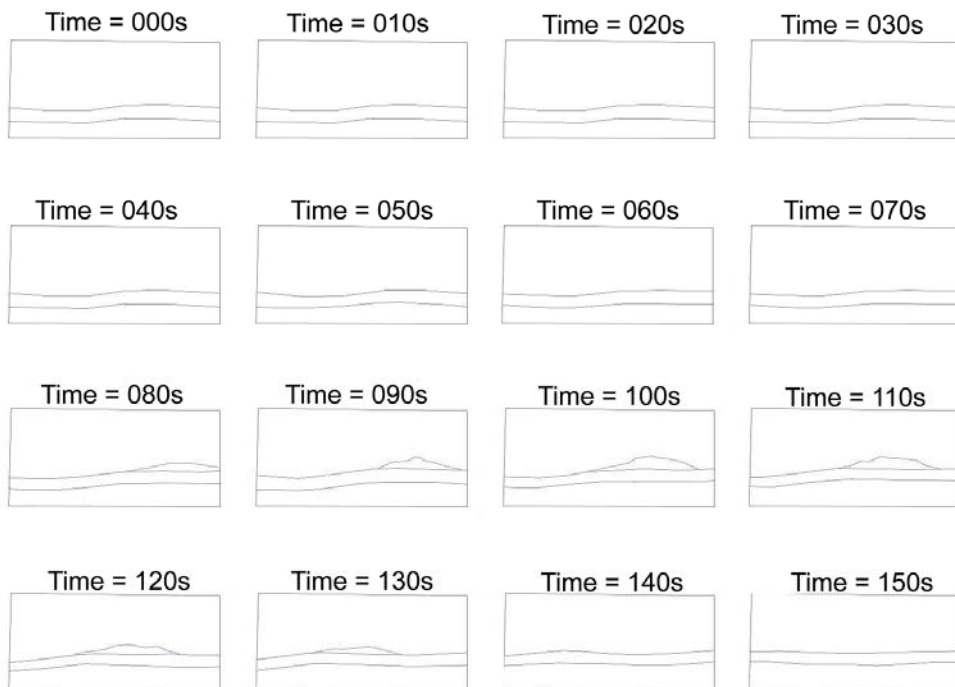 Time = 000s
Time = 010s
Time = 020s
Time = 030s
Time = 040s
Time = 050s
Time = 060s
Time = 070s
Time = 080s
Time = 090s
Time = 100s
Time = 110s
Time = 120s
Time = 130s
Time = 140s
Time = 150s